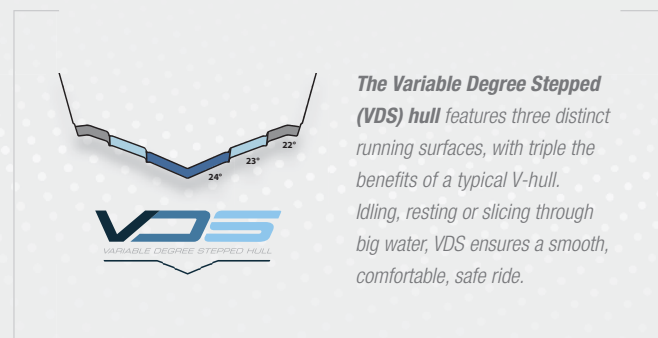 22°
23°
24°
VDS
VARIABLE DEGREE STEPPED HULL
The Variable Degree Stepped
(VDS) hull features three distinct
running surfaces, with triple the
benefits of a typical V-hull.
Idling, resting or slicing through
big water, VDS ensures a smooth,
comfortable, safe ride.